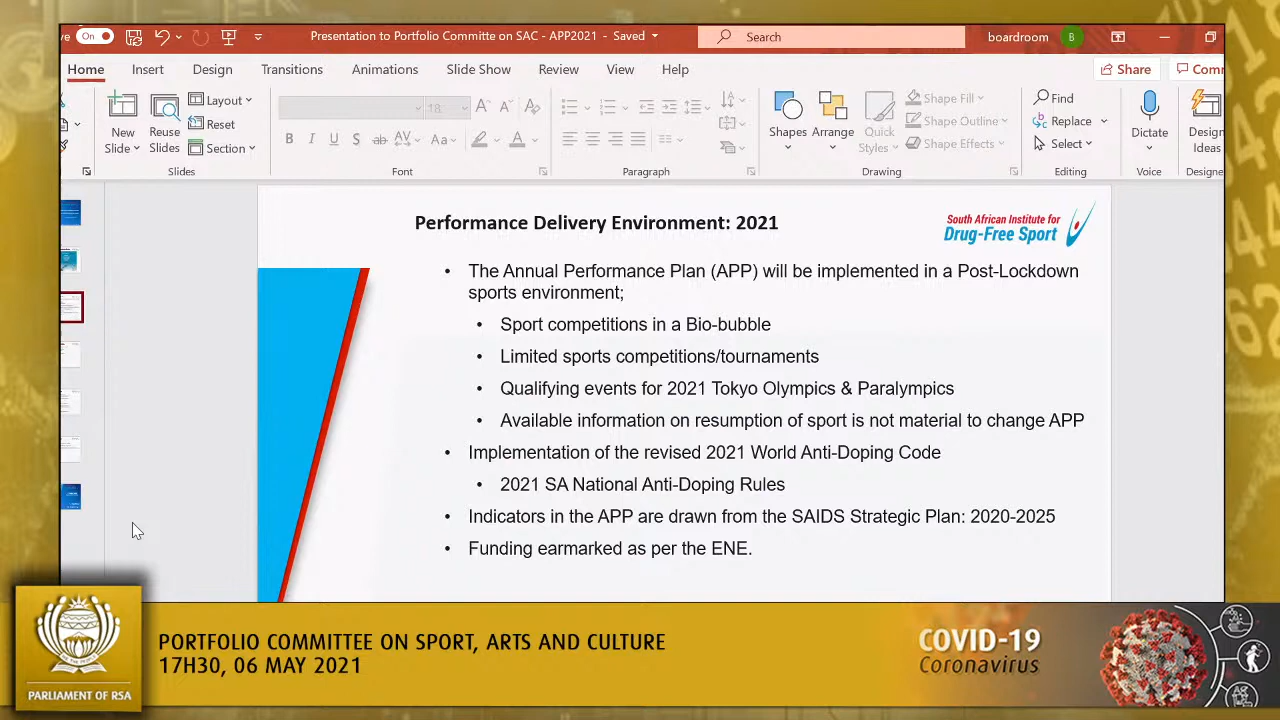 ve On Presentation to Portfolio Committe on SAC - APP2021 - Saved Search boardroom B
Home Insert Design Transitions Animations Slide Show Review View Help Share Comm
New Slide
Reuse Slides
Layout
Reset
Section
Slides
18
B I U S ab AV Aa A
Font
Paragraph
Shapes
Arrange
Quick Styles
Shape Fill
Shape Outline
Shape Effects
Drawing
Find
Replace
Select
Editing
Dictate
Voice
Design Ideas
Designe
Performance Delivery Environment: 2021
South African Institute for
Drug-Free Sport
• The Annual Performance Plan (APP) will be implemented in a Post-Lockdown
sports environment;
• Sport competitions in a Bio-bubble
• Limited sports competitions/tournaments
• Qualifying events for 2021 Tokyo Olympics & Paralympics
• Available information on resumption of sport is not material to change APP
• Implementation of the revised 2021 World Anti-Doping Code
• 2021 SA National Anti-Doping Rules
• Indicators in the APP are drawn from the SAIDS Strategic Plan: 2020-2025
• Funding earmarked as per the ENE.
PORTFOLIO COMMITTEE ON SPORT, ARTS AND CULTURE
17H30, 06 MAY 2021
PARLIAMENT OF RSA
COVID-19
Coronavirus